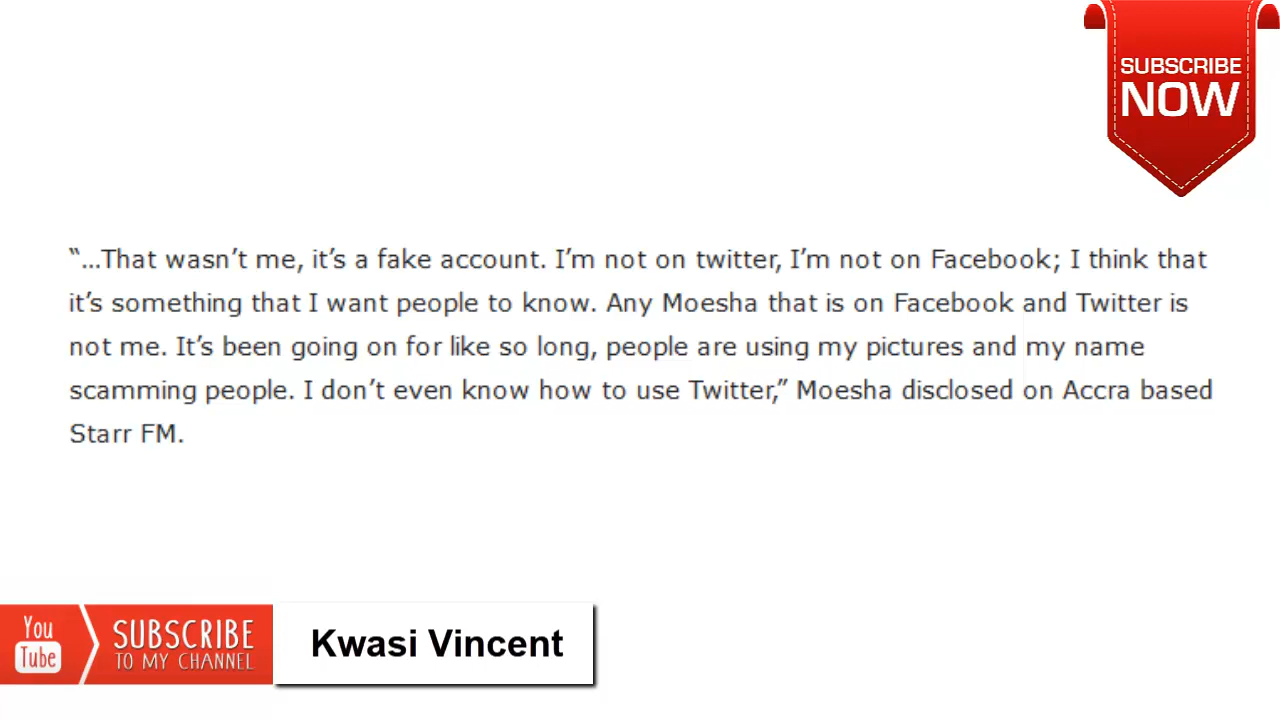 SUBSCRIBE
NOW
“...That wasn’t me, it’s a fake account. I’m not on twitter, I’m not on Facebook; I think that
it’s something that I want people to know. Any Moesha that is on Facebook and Twitter is
not me. It’s been going on for like so long, people are using my pictures and my name
scamming people. I don’t even know how to use Twitter,” Moesha disclosed on Accra based
Starr FM.
You
Tube
SUBSCRIBE
TO MY CHANNEL
Kwasi Vincent